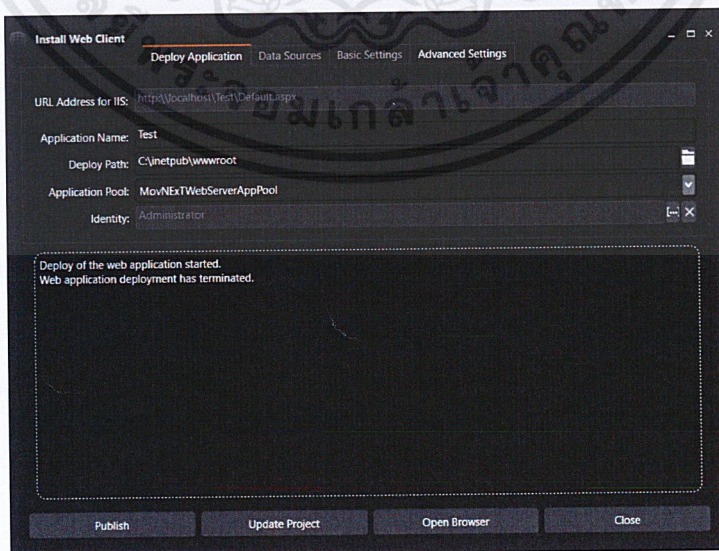 Install Web Client
Deploy Application Data Sources Basic Settings Advanced Settings
URL Address for IIS: http:\\localhost\Test\Default.aspx
Application Name: Test
Deploy Path: C:\inetpub\wwwroot
Application Pool: MovNExTWebServerAppPool
Identity: Administrator
Deploy of the web application started.
Web application deployment has terminated.
Publish Update Project Open Browser Close